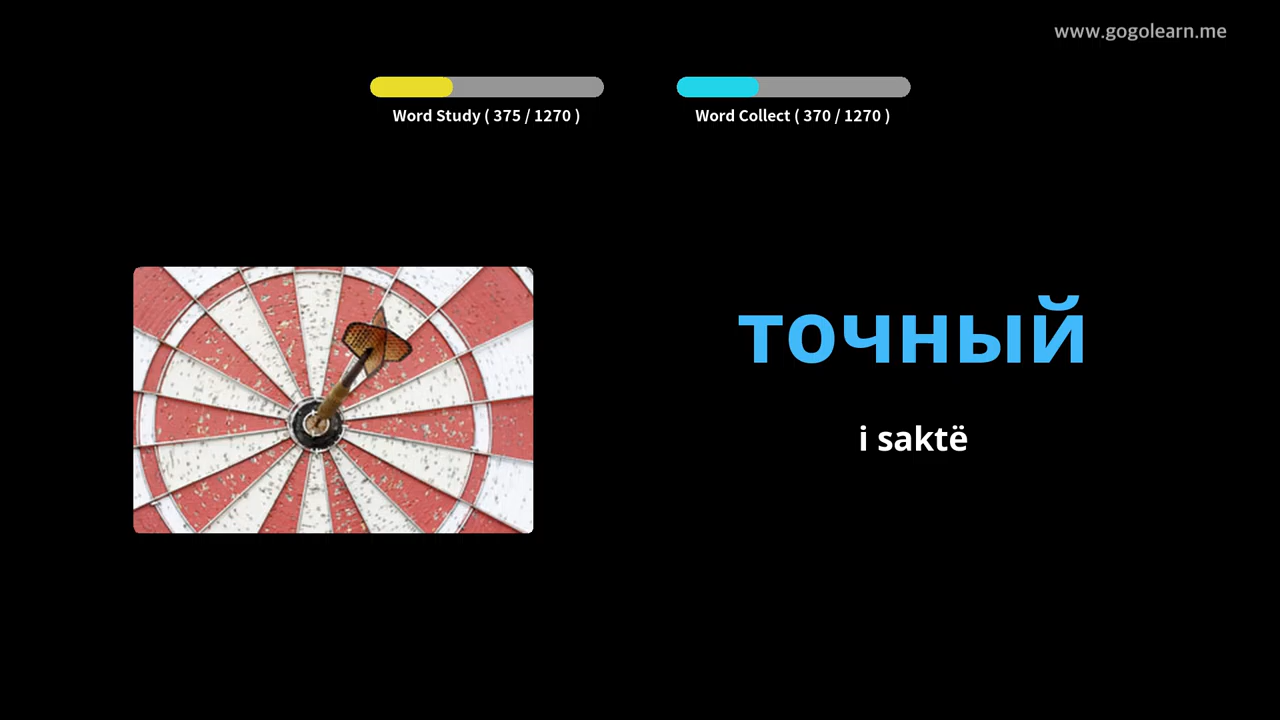 www.gogolearn.me
Word Study ( 375 / 1270 )
Word Collect ( 370 / 1270 )
точный
i saktë